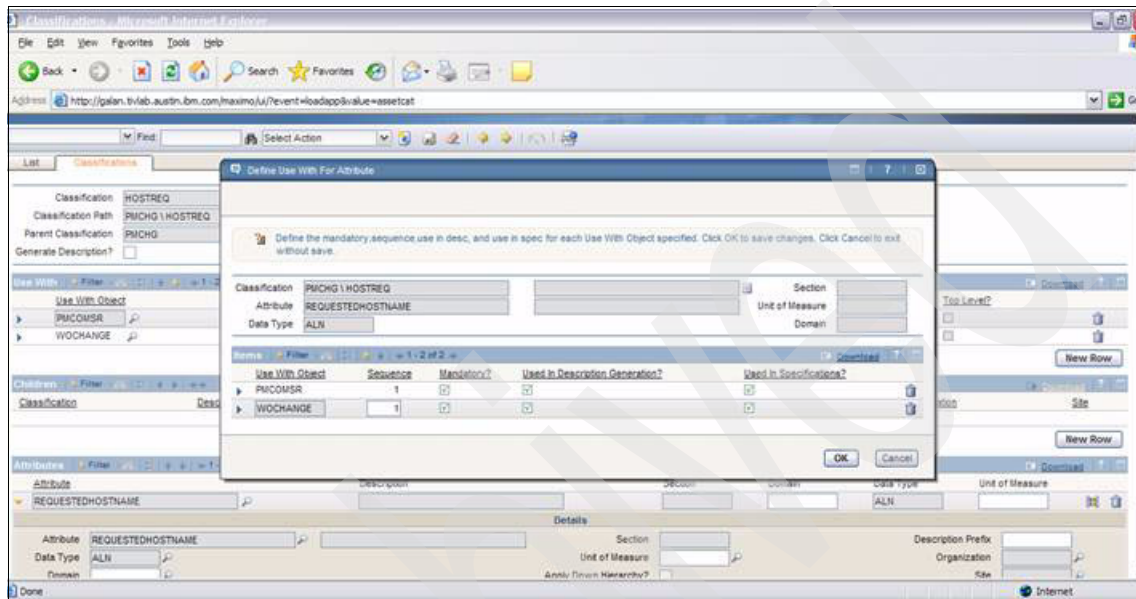 Classifications - Microsoft Internet Explorer
File Edit View Favorites Tools Help
Back Search Favorites
Address http://galan.tivlab.austin.ibm.com/maximo/ui/?event=loadapp&value=assetcat
Find: Select Action
List Classifications
Define Use With For Attribute
Classification HOSTREQ
Classification Path PMCHG \ HOSTREQ
Parent Classification PMCHG
Generate Description?
Define the mandatory,sequence,use in desc, and use in spec for each Use With Object specified. Click OK to save changes, Click Cancel to exit without save.
Classification PMCHG \ HOSTREQ Section
Attribute REQUESTEDHOSTNAME Unit of Measure
Data Type ALN Domain
Use With Filter 1 - 2 Download
Use With Object Top Level?
PMCOMSR
WOCHANGE
New Row
Items Filter 1 - 2 of 2 Download
Use With Object Sequence Mandatory? Used In Description Generation? Used In Specifications?
PMCOMSR 1
WOCHANGE 1
OK Cancel
Children Filter Download
Classification Site
New Row
Attributes Filter Download
Attribute Description Section Domain Data Type Unit of Measure
REQUESTEDHOSTNAME ALN
Details
Attribute REQUESTEDHOSTNAME Section Description Prefix
Data Type ALN Unit of Measure Organization
Domain Apply Down Hierarchy? Site
Done Internet